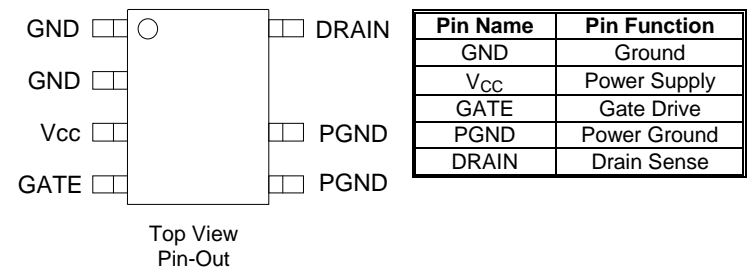 GND DRAIN
GND
Vcc PGND
GATE PGND
Top View
Pin-Out
Pin Name Pin Function
GND Ground
VCC Power Supply
GATE Gate Drive
PGND Power Ground
DRAIN Drain Sense